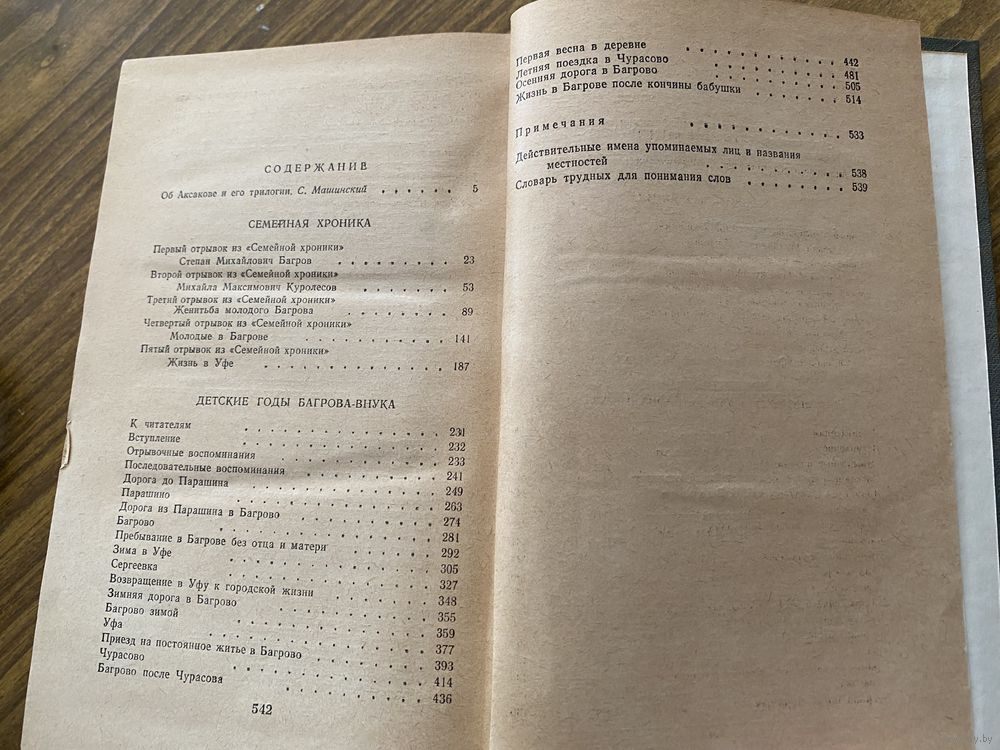 СОДЕРЖАНИЕ
Об Аксакове и его трилогии. С. Машинский . . . . . . 5
СЕМЕЙНАЯ ХРОНИКА
Первый отрывок из «Семейной хроники»
Степан Михайлович Багров . . . . . . . . . 23
Второй отрывок из «Семейной хроники»
Михайла Максимович Куролесов . . . . . . . 53
Третий отрывок из «Семейной хроники»
Женитьба молодого Багрова . . . . . . . . 89
Четвертый отрывок из «Семейной хроники»
Молодые в Багрове . . . . . . . . . . . 141
Пятый отрывок из «Семейной хроники»
Жизнь в Уфе . . . . . . . . . . . . 187
ДЕТСКИЕ ГОДЫ БАГРОВА-ВНУКА
К читателям . . . . . . . . . . . . 231
Вступление . . . . . . . . . . . . 232
Отрывочные воспоминания . . . . . . . . . 233
Последовательные воспоминания . . . . . . . . 241
Дорога до Парашина . . . . . . . . . . 249
Парашино . . . . . . . . . . . . 263
Дорога из Парашина в Багрово . . . . . . . . 274
Багрово . . . . . . . . . . . . 281
Пребывание в Багрове без отца и матери . . . . . . 292
Зима в Уфе . . . . . . . . . . . . 305
Сергеевка . . . . . . . . . . . . 327
Возвращение в Уфу к городской жизни . . . . . . 348
Зимняя дорога в Багрово . . . . . . . . . 355
Багрово зимой . . . . . . . . . . . 359
Уфа . . . . . . . . . . . . 377
Приезд на постоянное житье в Багрово . . . . . . 393
Чурасово . . . . . . . . . . . . 414
Багрово после Чурасова . . . . . . . . . 436
542
Первая весна в деревне . . . . . . . . . 442
Летняя поездка в Чурасово . . . . . . . . 481
Осенняя дорога в Багрово . . . . . . . . 505
Жизнь в Багрове после кончины бабушки . . . . . . 514
Примечания . . . . . . . . . 533
Действительные имена упоминаемых лиц и названия
местностей . . . . . . . . 538
Словарь трудных для понимания слов . . . . . . . 539